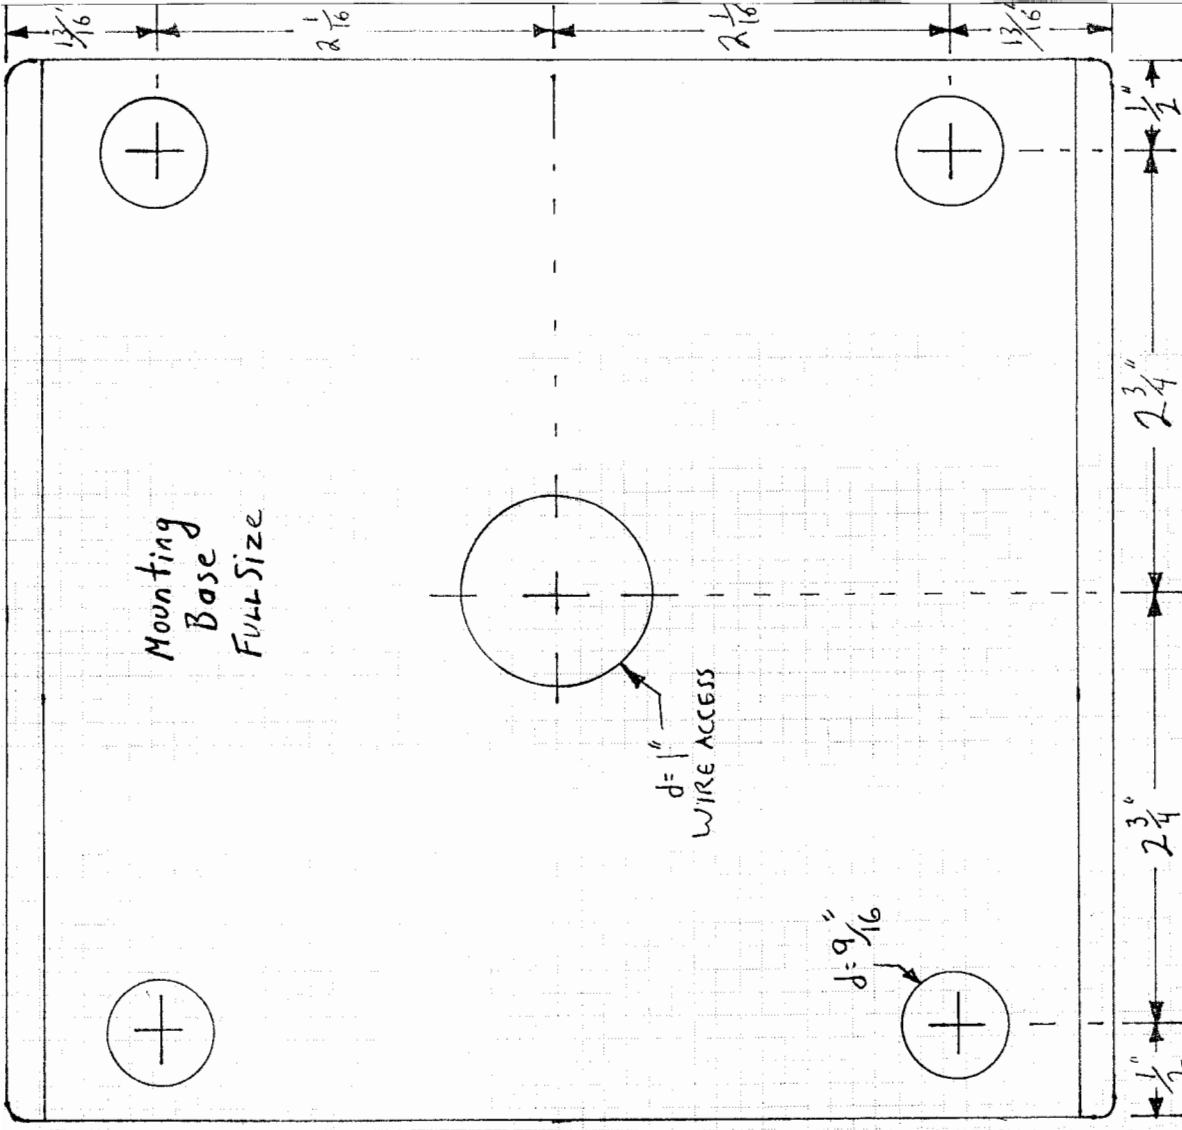 13/16"
2 1/16
2 1/16
13/16"
1/2"
Mounting
Base
FULL SIZE
2 3/4"
d=1"
WIRE ACCESS
d=9/16"
2 3/4"
1/2"